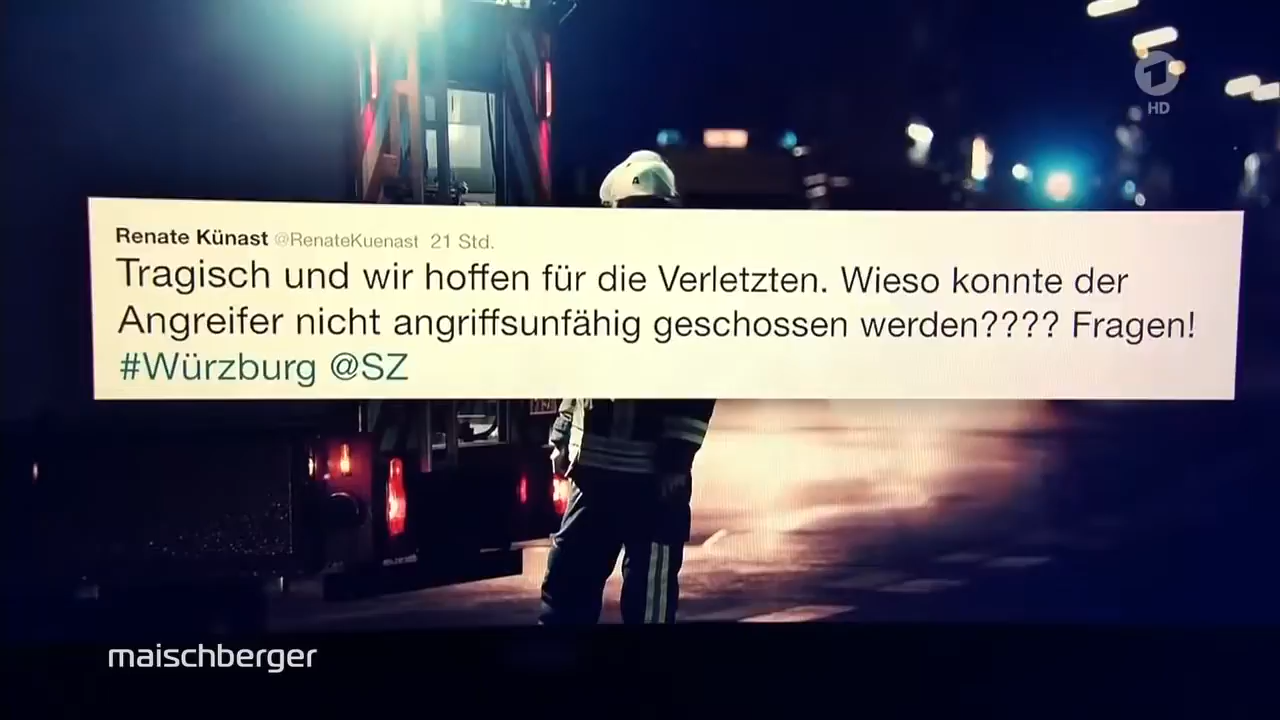 1
HD
A
Renate Künast @RenateKuenast 21 Std.
Tragisch und wir hoffen für die Verletzten. Wieso konnte der
Angreifer nicht angriffsunfähig geschossen werden???? Fragen!
#Würzburg @SZ
maischberger